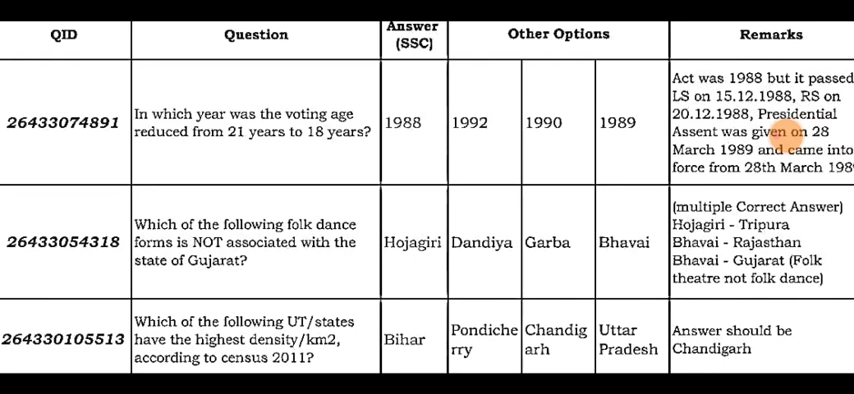 QID
Question
Answer
(SSC)
Other Options
Remarks
26433074891
In which year was the voting age
reduced from 21 years to 18 years?
1988
1992
1990
1989
Act was 1988 but it passed
LS on 15.12.1988, RS on
20.12.1988, Presidential
Assent was given on 28
March 1989 and came into
force from 28th March
26433054318
Which of the following folk dance
forms is NOT associated with the
state of Gujarat?
Hojagiri
Dandiya
Garba
Bhavai
(multiple Correct Answer)
Hojagiri - Tripura
Bhavai - Rajasthan
Bhavai - Gujarat (Folk
theatre not folk dance)
264330105513
Which of the following UT/states
have the highest density/km2,
according to census 2011?
Bihar
Pondiche
rry
Chandig
arh
Uttar
Pradesh
Answer should be
Chandigarh